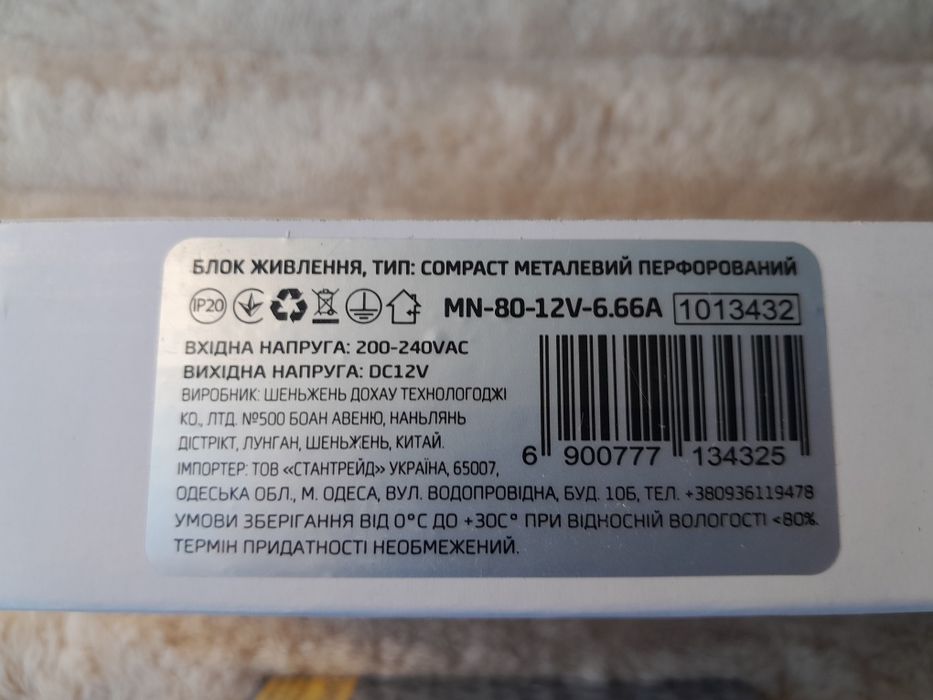 БЛОК ЖИВЛЕННЯ, ТИП: COMPACT МЕТАЛЕВИЙ ПЕРФОРОВАНИЙ
IP20 MN-80-12V-6.66A 1013432
ВХІДНА НАПРУГА: 200-240VAC
ВИХІДНА НАПРУГА: DC12V
ВИРОБНИК: ШЕНЬЖЕНЬ ДОХАУ ТЕХНОЛОГОДЖІ
КО., ЛТД. №500 БОАН АВЕНЮ, НАНЬЛЯНЬ
ДІСТРІКТ, ЛУНГАН, ШЕНЬЖЕНЬ, КИТАЙ.
6 900777 134325
ІМПОРТЕР: ТОВ «СТАНТРЕЙД» УКРАЇНА, 65007,
ОДЕСЬКА ОБЛ., М. ОДЕСА, ВУЛ. ВОДОПРОВІДНА, БУД. 10Б, ТЕЛ. +380936119478
УМОВИ ЗБЕРІГАННЯ ВІД 0°С ДО +30С° ПРИ ВІДНОСНІЙ ВОЛОГОСТІ <80%.
ТЕРМІН ПРИДАТНОСТІ НЕОБМЕЖЕНИЙ.